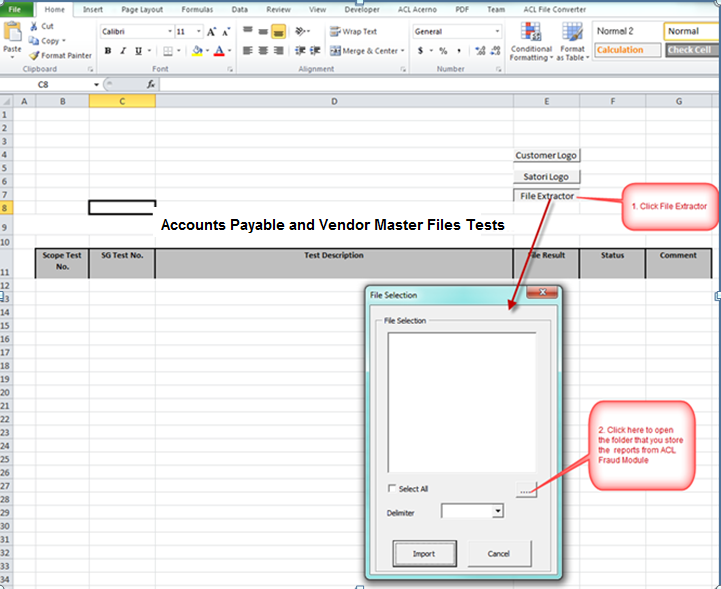 File Home Insert Page Layout Formulas Data Review View Developer ACL Acerno PDF Team ACL File Converter
Cut
Copy
Format Painter
Paste
Clipboard
Calibri 11 A A
B I U A
Font
Wrap Text
Merge & Center
Alignment
General
$ % ,
Number
Conditional Formatting
Format as Table
Normal 2 Normal
Calculation Check Cell
C8 fx
A B C D E F G
1
2
3
4
5
6
7
8
9
10
11
12
13
14
15
16
17
18
19
20
21
22
23
24
25
26
27
28
29
30
31
32
33
34
Customer Logo
Satori Logo
File Extractor
1. Click File Extractor
Accounts Payable and Vendor Master Files Tests
Scope Test No. SG Test No. Test Description File Result Status Comment
File Selection X
File Selection
Select All ....
Delimiter
Import Cancel
2. Click here to open
the folder that you store
the reports from ACL
Fraud Module